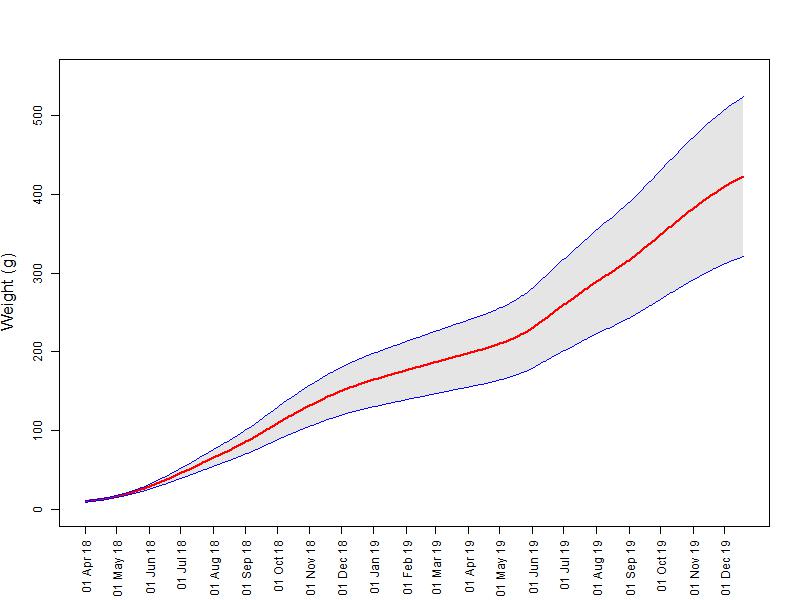 Weight (g)
500
400
300
200
100
0
01 Apr 18
01 May 18
01 Jun 18
01 Jul 18
01 Aug 18
01 Sep 18
01 Oct 18
01 Nov 18
01 Dec 18
01 Jan 19
01 Feb 19
01 Mar 19
01 Apr 19
01 May 19
01 Jun 19
01 Jul 19
01 Aug 19
01 Sep 19
01 Oct 19
01 Nov 19
01 Dec 19